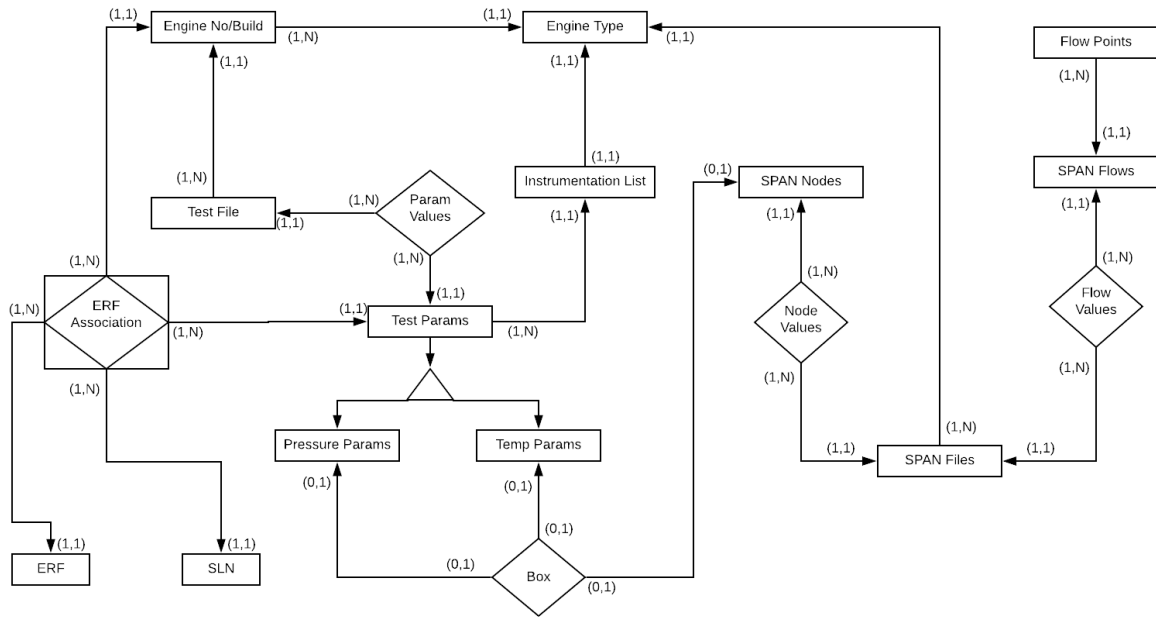 (1,1)
Engine No/Build
(1,N)
(1,1)
Engine Type
(1,1)
Flow Points
(1,1)
(1,1)
(1,N)
(1,1)
(1,1)
(1,N)
Test File
(1,1)
(1,N)
Param
Values
(1,N)
Instrumentation List
(1,1)
(0,1)
SPAN Nodes
(1,1)
SPAN Flows
(1,1)
(1,N)
ERF
Association
(1,N)
(1,N)
(1,N)
(1,1)
(1,1)
Test Params
(1,N)
(1,N)
Node
Values
(1,N)
(1,N)
Flow
Values
(1,N)
Pressure Params
Temp Params
(0,1)
(0,1)
(1,N)
(1,1)
SPAN Files
(1,1)
(1,1)
ERF
(1,1)
SLN
(0,1)
(0,1)
Box
(0,1)